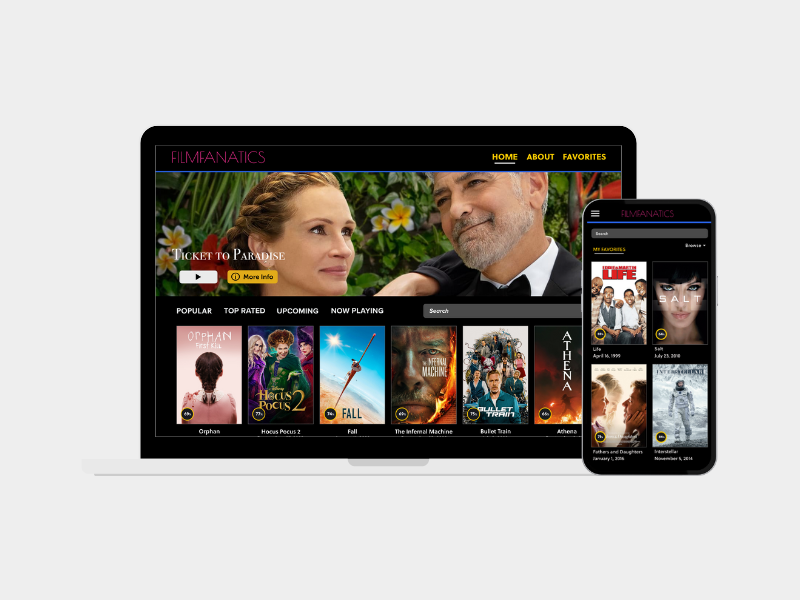 FILMFANATICS
HOME ABOUT FAVORITES
TICKET TO PARADISE
More Info
POPULAR TOP RATED UPCOMING NOW PLAYING
Search
ORPHAN
FIRST KILL
Disney
HOCUS
POCUS 2
FALL
THE INFERNAL
MACHINE
BULLET
TRAIN
ATHENA
Orphan
Hocus Pocus 2
Fall
The Infernal Machine
Bullet Train
Athena
FILMFANATICS
Search
Browse
MY FAVORITES
LIFE
SALT
INTERSTELLAR
Life
April 16, 1999
Salt
July 23, 2010
Fathers and Daughters
January 1, 2016
Interstellar
November 5, 2014